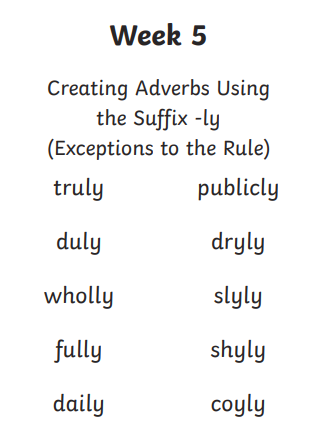 Week 5
Creating Adverbs Using
the Suffix -ly
(Exceptions to the Rule)
truly publicly
duly dryly
wholly slyly
fully shyly
daily coyly